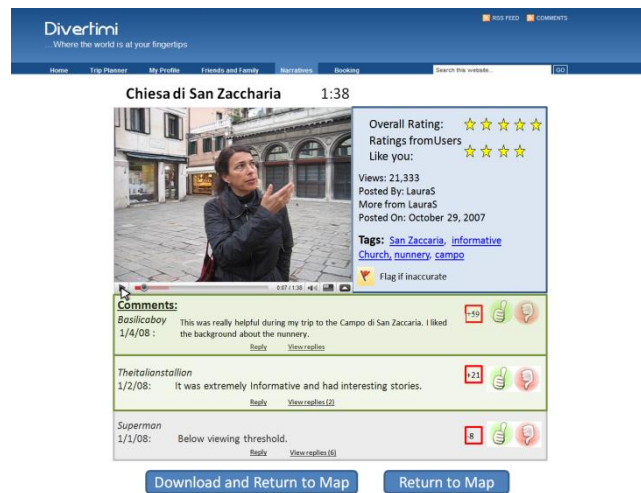 Divertimi
...Where the world is at your fingertips
RSS FEED COMMENTS
Home Trip Planner My Profile Friends and Family Narratives Booking Search this website... GO
Chiesa di San Zaccharia 1:38
Overall Rating:
Ratings fromUsers
Like you:
Views: 21,333
Posted By: LauraS
More from LauraS
Posted On: October 29, 2007
Tags: San Zaccaria, informative
Church, nunnery, campo
Flag if inaccurate
0:07 / 1:38
Comments:
Basilicaboy
1/4/08 : This was really helpful during my trip to the Campo di San Zaccaria. I liked
the background about the nunnery.
+59
Reply View replies
Theitalianstallion
1/2/08: It was extremely Informative and had interesting stories.
+21
Reply View replies (2)
Superman
1/1/08: Below viewing threshold.
-8
Reply View replies (6)
Download and Return to Map Return to Map